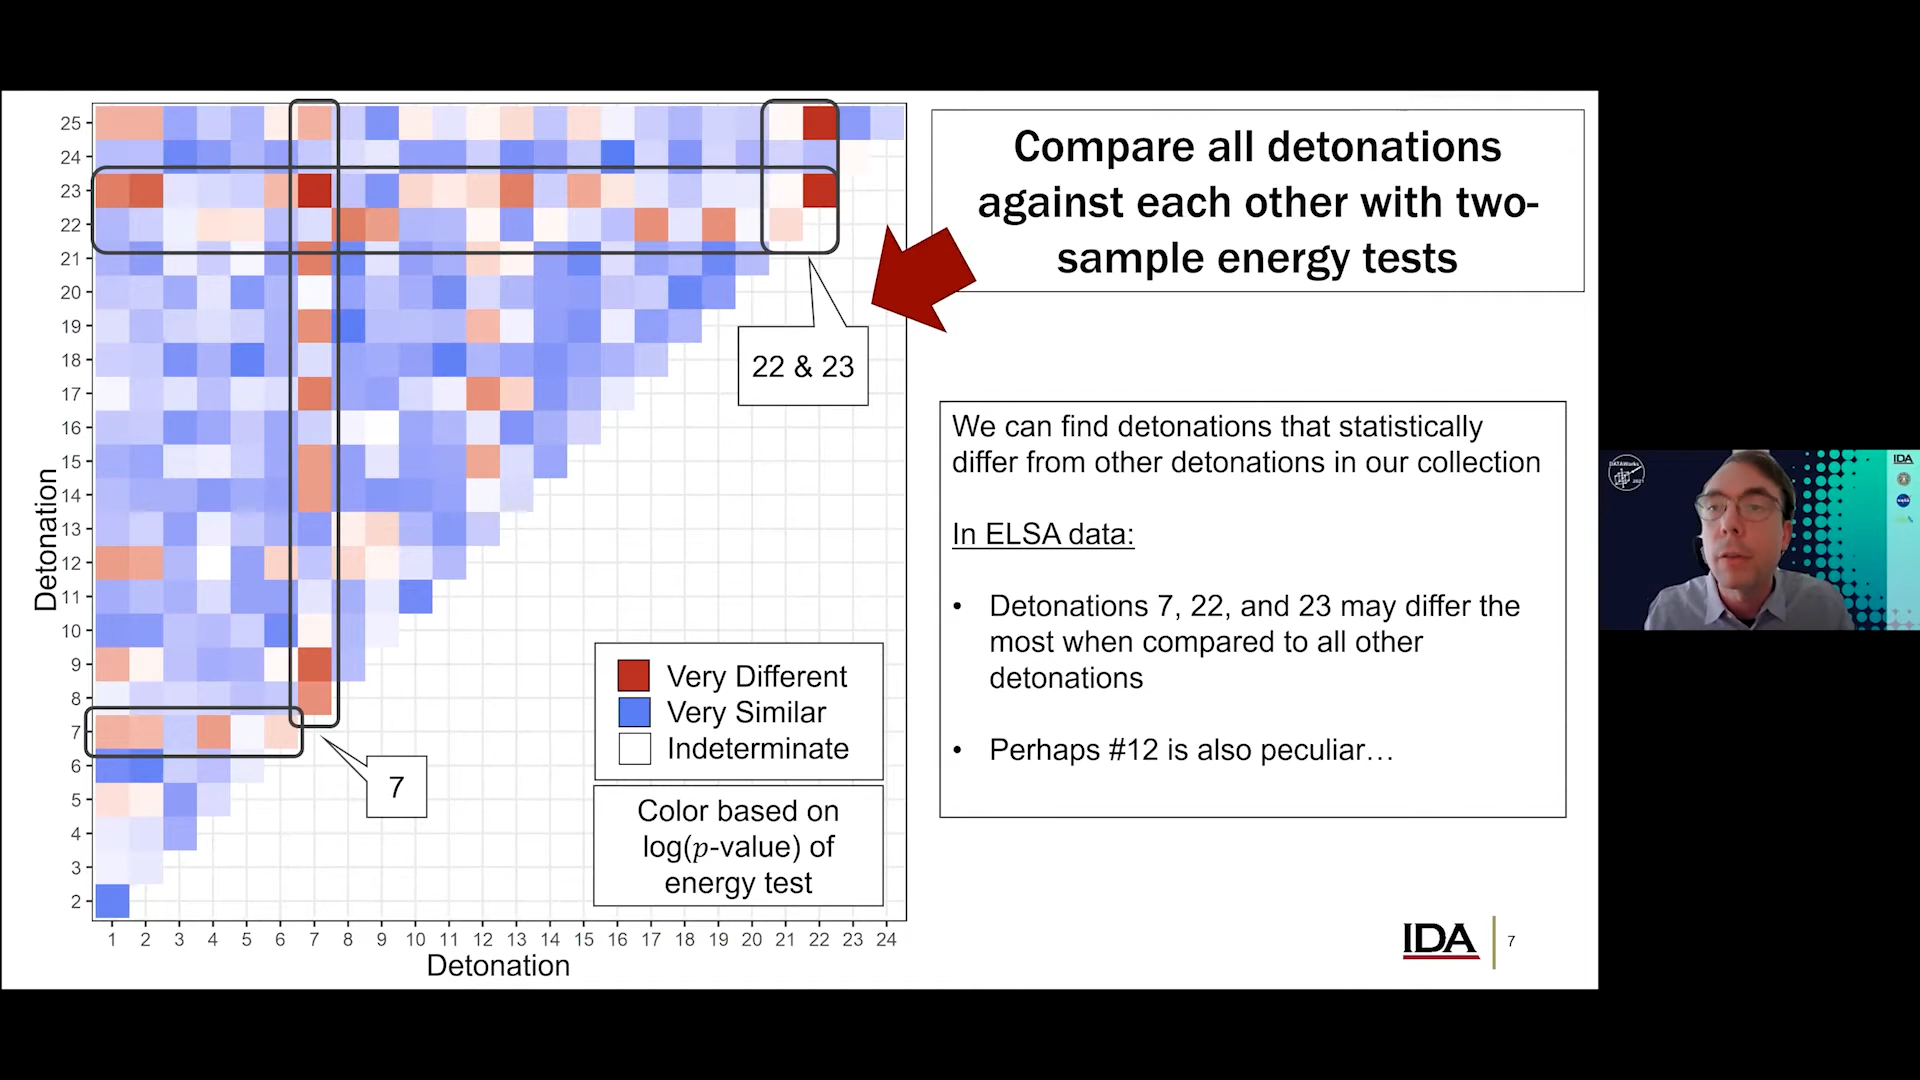 Compare all detonations
against each other with two-
sample energy tests
25
24
23
22
21
20
19
18
17
16
15
14
13
12
11
10
9
8
7
6
5
4
3
2
Detonation
1 2 3 4 5 6 7 8 9 10 11 12 13 14 15 16 17 18 19 20 21 22 23 24
Detonation
22 & 23
7
Very Different
Very Similar
Indeterminate
Color based on
log(p-value) of
energy test
We can find detonations that statistically
differ from other detonations in our collection
In ELSA data:
• Detonations 7, 22, and 23 may differ the
most when compared to all other
detonations
• Perhaps #12 is also peculiar…
IDA
7
DATAWorks
IDA